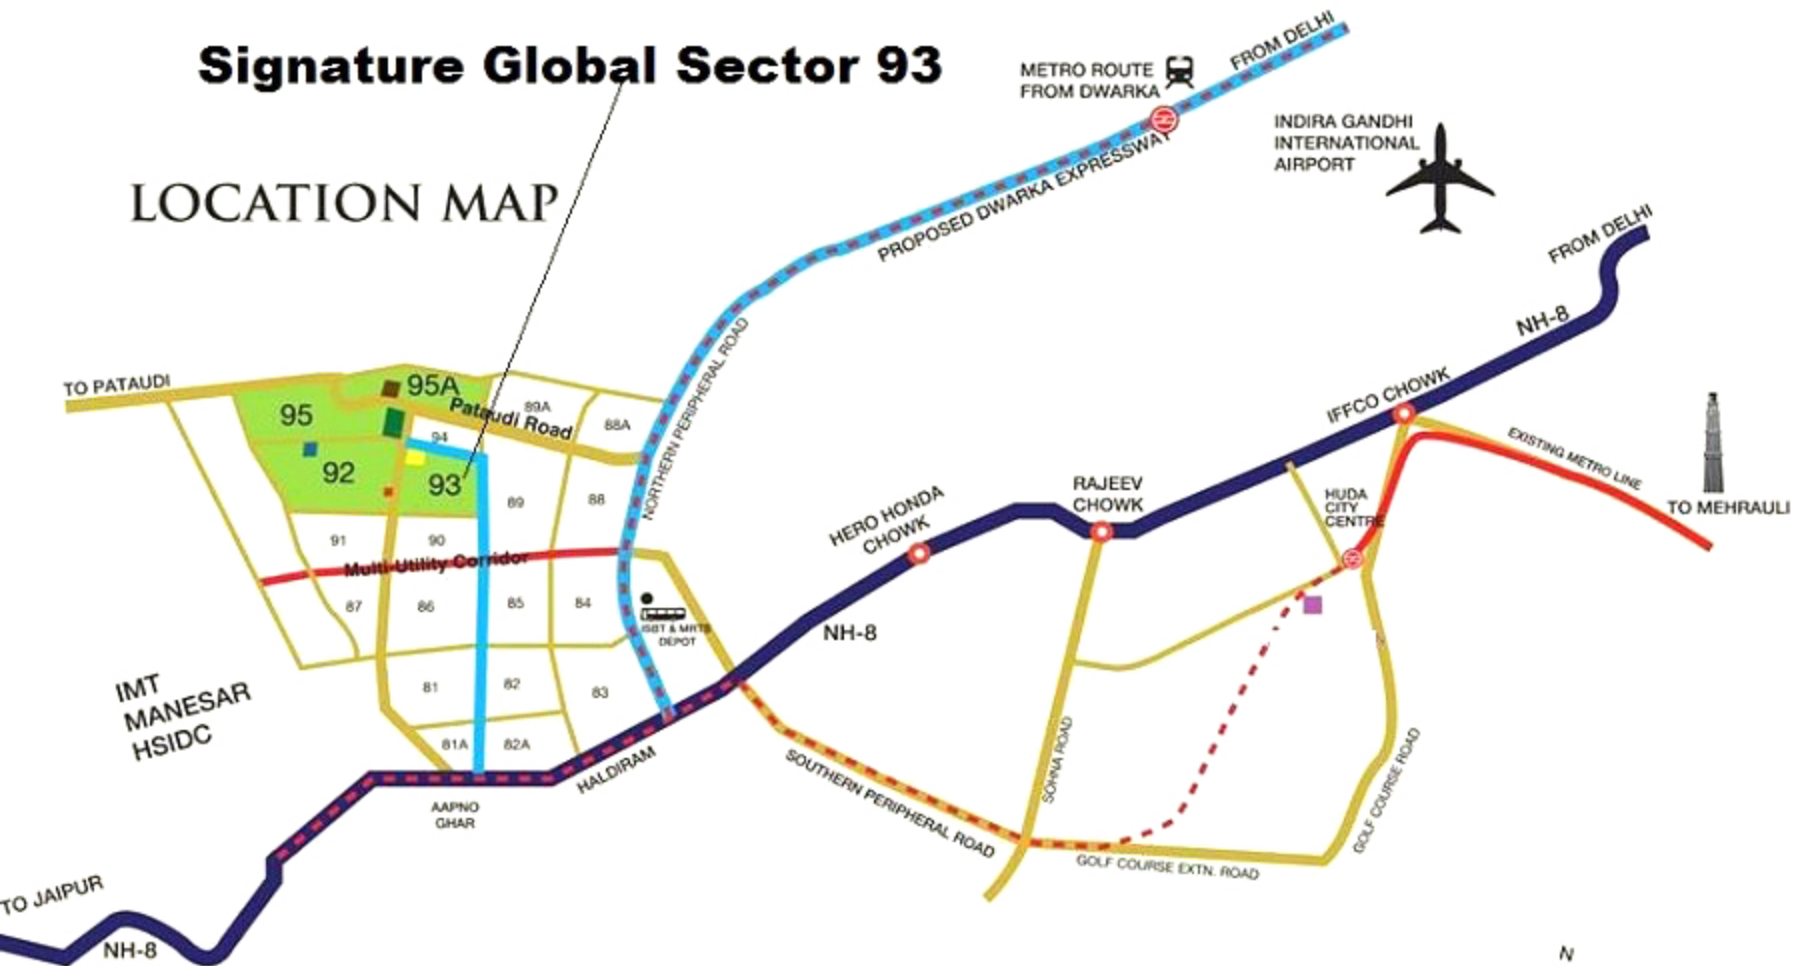 Signature Global Sector 93
LOCATION MAP
METRO ROUTE
FROM DWARKA
FROM DELHI
INDIRA GANDHI
INTERNATIONAL
AIRPORT
PROPOSED DWARKA EXPRESSWAY
FROM DELHI
NH-8
NORTHERN PERIPHERAL ROAD
TO PATAUDI
95A
95
Pataudi Road
89A
88A
94
92
93
89
88
91
90
Multi-Utility Corridor
87
86
85
84
ISBT & MRTS
DEPOT
81
82
83
81A
82A
IFFCO CHOWK
EXISTING METRO LINE
TO MEHRAULI
HUDA
CITY
CENTRE
RAJEEV
CHOWK
HERO HONDA
CHOWK
NH-8
IMT
MANESAR
HSIDC
HALDIRAM
AAPNO
GHAR
SOUTHERN PERIPHERAL ROAD
SOHNA ROAD
GOLF COURSE ROAD
GOLF COURSE EXTN. ROAD
TO JAIPUR
NH-8
N